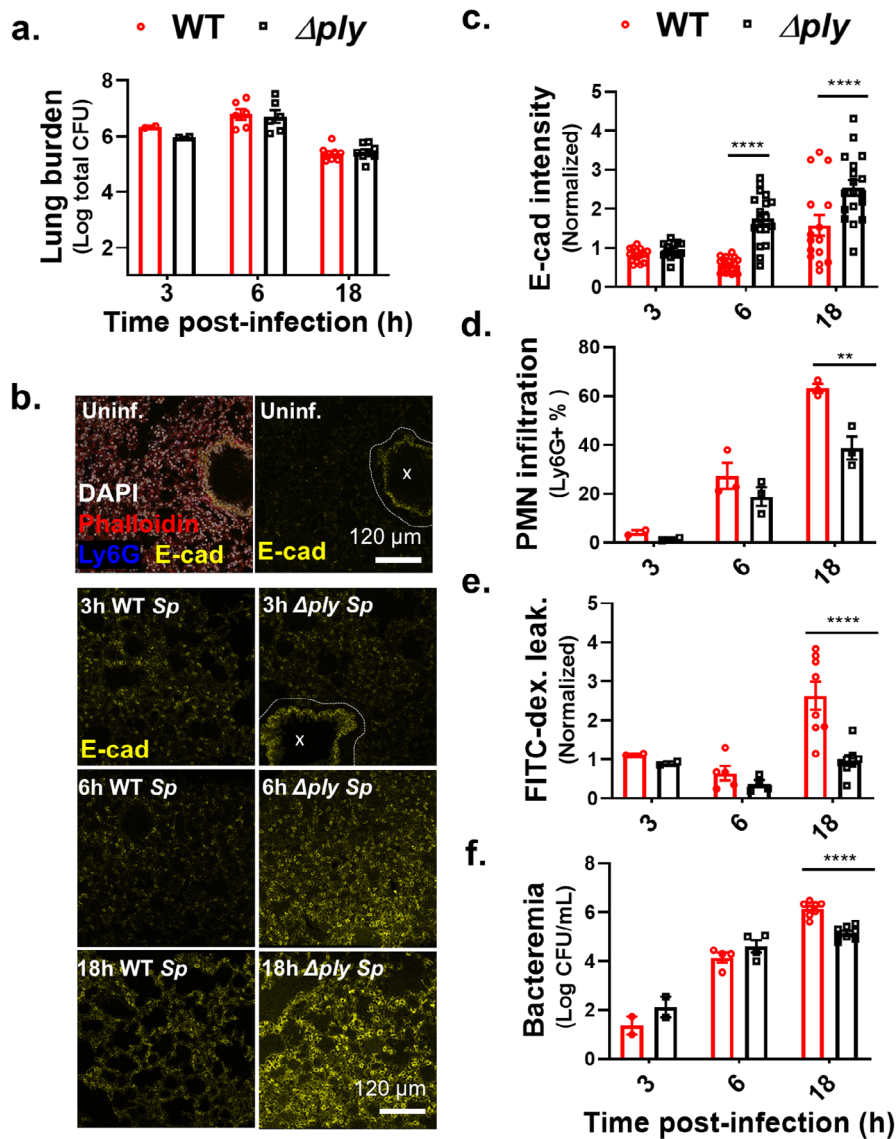 a.
WT Δply
Lung burden
(Log total CFU)
8
6
4
2
3 6 18
Time post-infection (h)
b.
Uninf. Uninf.
DAPI
Phalloidin
Ly6G E-cad
x
E-cad
120 µm
3h WT Sp 3h Δply Sp
E-cad
x
6h WT Sp 6h Δply Sp
18h WT Sp 18h Δply Sp
120 µm
c.
WT Δply
E-cad intensity
(Normalized)
5
4
3
2
1
0
****
****
3 6 18
d.
PMN infiltration
(Ly6G+ %)
80
60
40
20
0
**
3 6 18
e.
FITC-dex. leak.
(Normalized)
5
4
3
2
1
0
****
3 6 18
f.
Bacteremia
(Log CFU/mL)
8
6
4
2
0
****
3 6 18
Time post-infection (h)